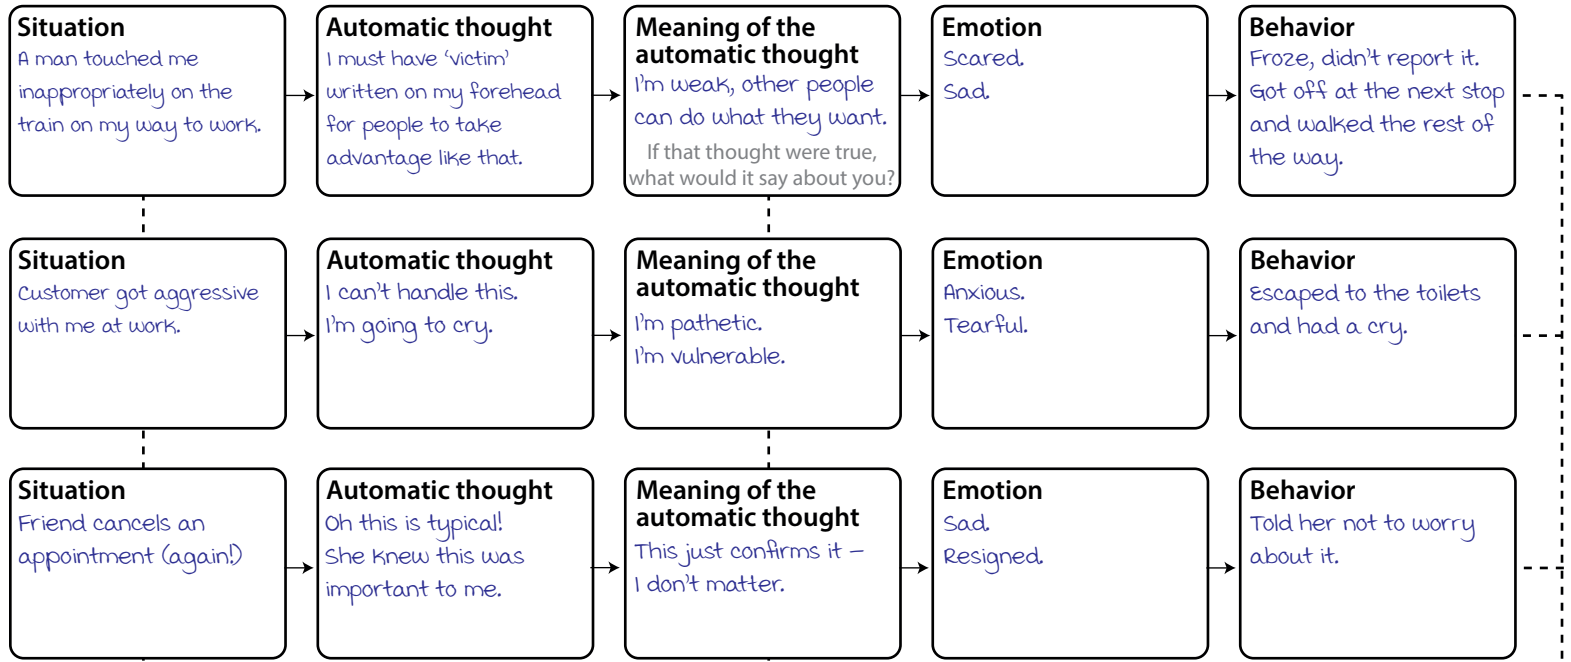 Situation
A man touched me
inappropriately on the
train on my way to work.
Automatic thought
I must have ‘victim’
written on my forehead
for people to take
advantage like that.
Meaning of the
automatic thought
I'm weak, other people
can do what they want.
If that thought were true,
what would it say about you?
Emotion
Scared.
Sad.
Behavior
Froze, didn't report it.
Got off at the next stop
and walked the rest of
the way.
Situation
Customer got aggressive
with me at work.
Automatic thought
I can't handle this.
I'm going to cry.
Meaning of the
automatic thought
I'm pathetic.
I'm vulnerable.
Emotion
Anxious.
Tearful.
Behavior
Escaped to the toilets
and had a cry.
Situation
Friend cancels an
appointment (again!)
Automatic thought
Oh this is typical!
She knew this was
important to me.
Meaning of the
automatic thought
This just confirms it –
I don't matter.
Emotion
Sad.
Resigned.
Behavior
Told her not to worry
about it.